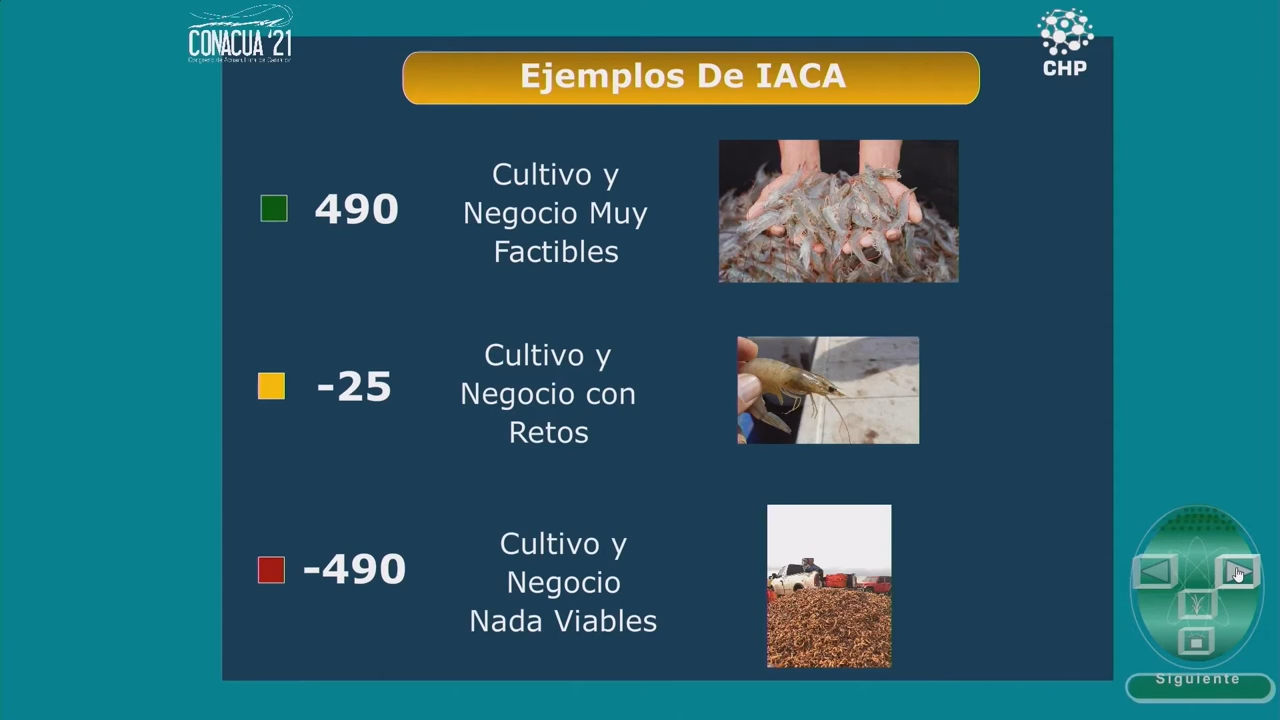 CONACUA '21
CHP
Ejemplos De IACA
490
Cultivo y
Negocio Muy
Factibles
-25
Cultivo y
Negocio con
Retos
-490
Cultivo y
Negocio
Nada Viables
Siguiente